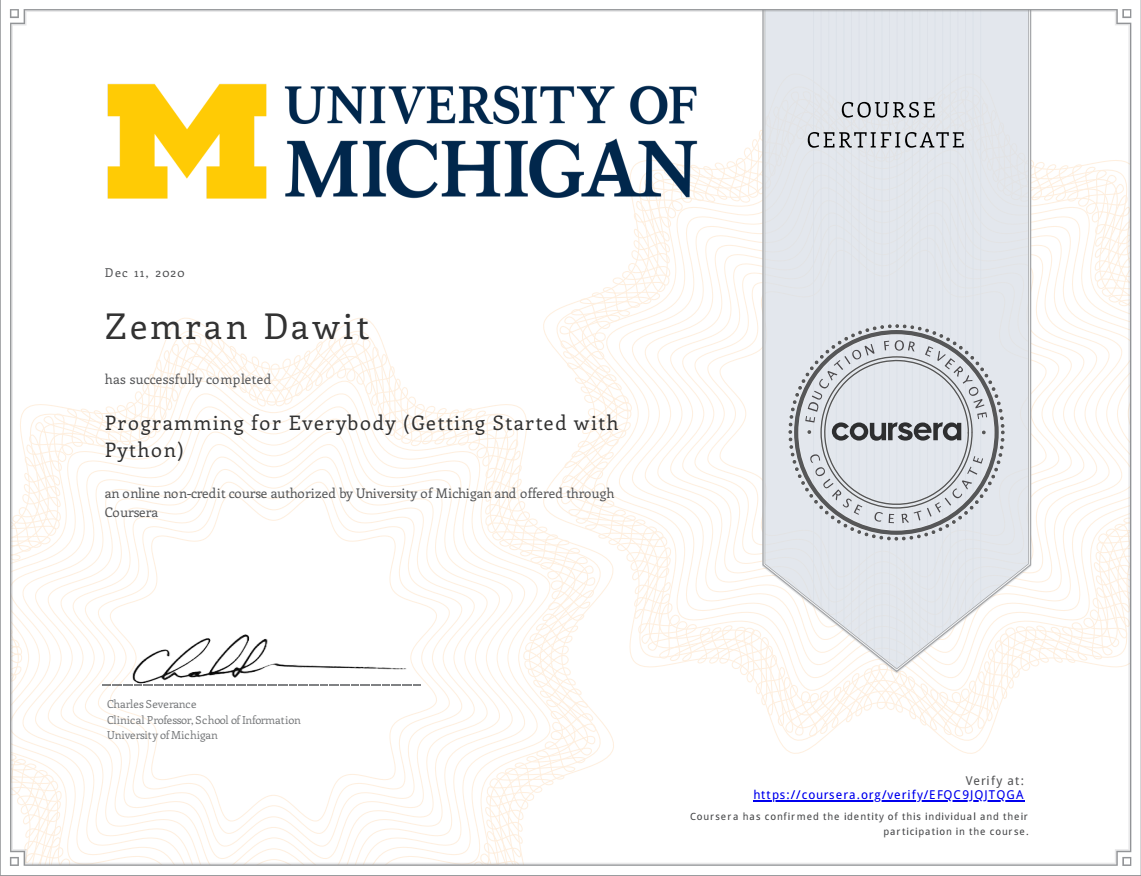 UNIVERSITY OF
MICHIGAN
COURSE
CERTIFICATE
Dec 11, 2020
Zemran Dawit
has successfully completed
Programming for Everybody (Getting Started with
Python)
an online non-credit course authorized by University of Michigan and offered through
Coursera
EDUCATION FOR EVERYONE
coursera
COURSE CERTIFICATE
Charles Severance
Clinical Professor, School of Information
University of Michigan
Verify at:
https://coursera.org/verify/EFQC9JQJTQGA
Coursera has confirmed the identity of this individual and their
participation in the course.